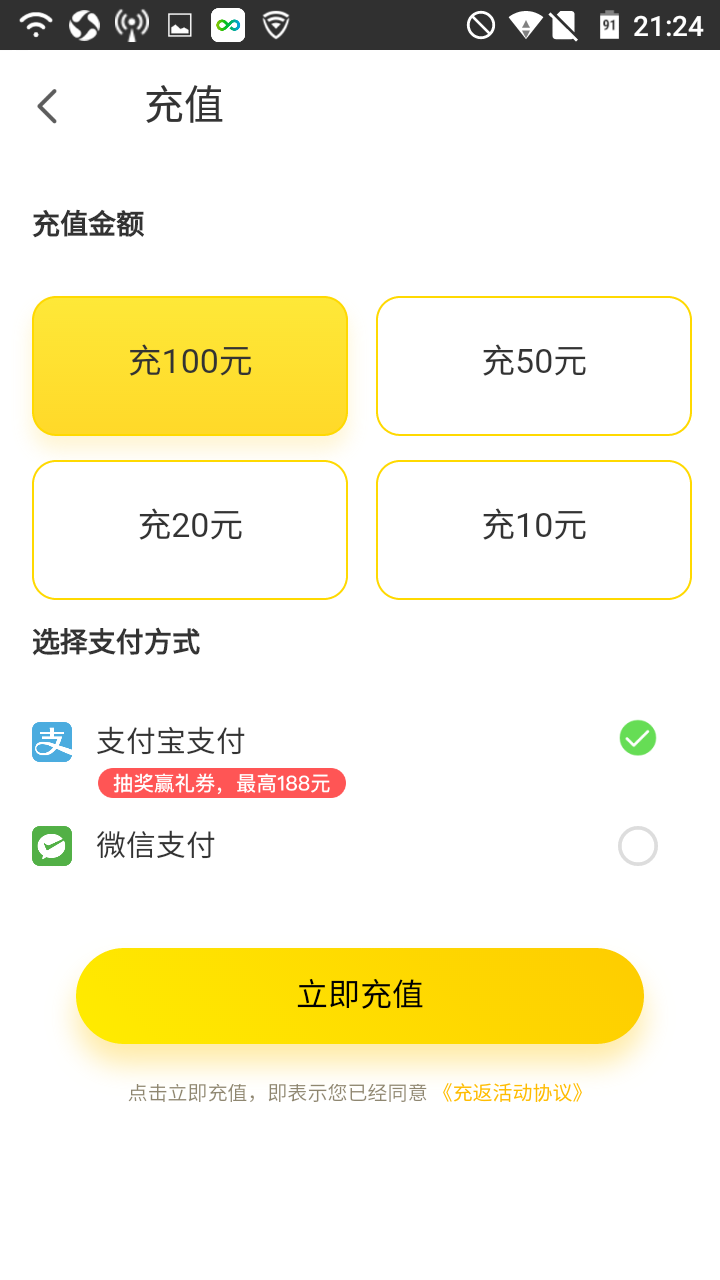 91 21:24
充值
充值金额
充100元 充50元
充20元 充10元
选择支付方式
支 支付宝支付
抽奖赢礼券，最高188元
微信支付
立即充值
点击立即充值，即表示您已经同意 《充返活动协议》